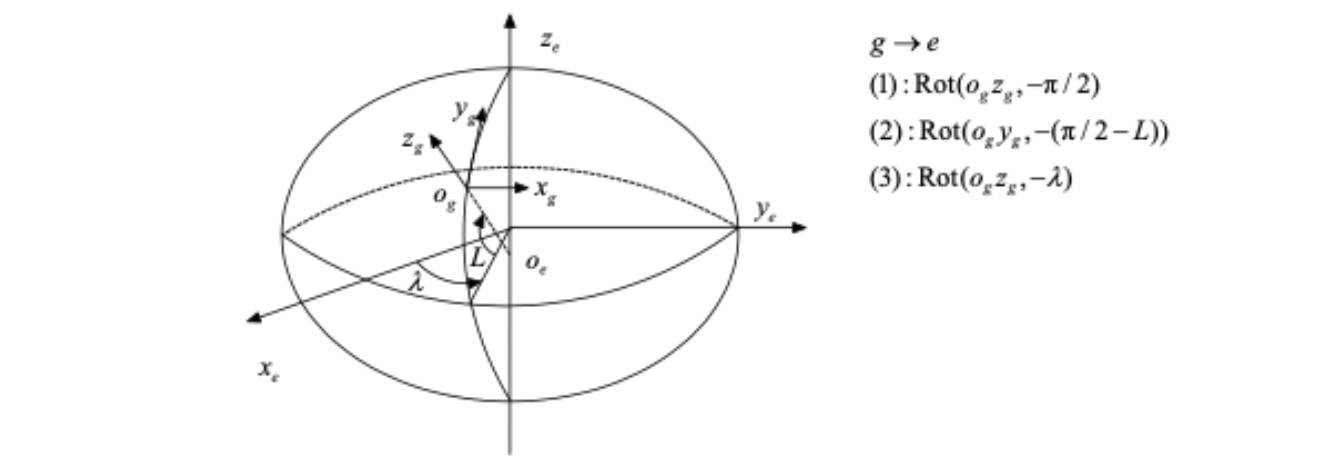 z_e
y_g
z_g
o_g
x_g
y_e
L
o_e
λ
x_e
g → e
(1) : Rot(o_g z_g, −π / 2)
(2) : Rot(o_g y_g, −(π / 2 − L))
(3) : Rot(o_g z_g, −λ)